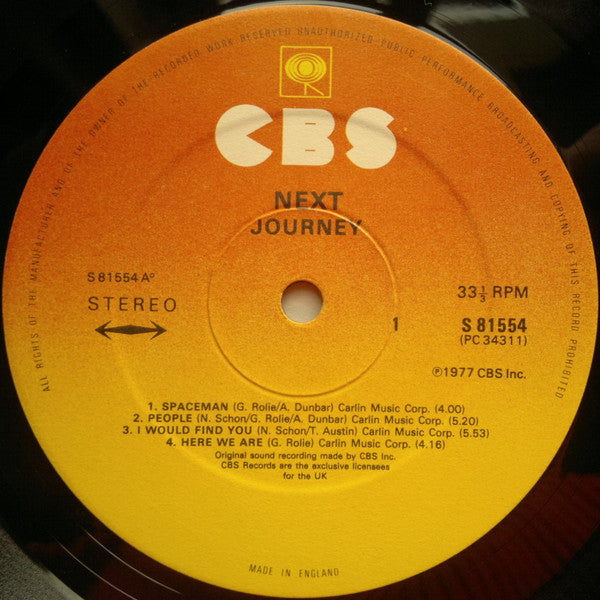 ALL RIGHTS OF THE MANUFACTURER AND OF THE OWNER OF THE RECORDED WORK RESERVED UNAUTHORIZED PUBLIC PERFORMANCE BROADCASTING AND COPYING OF THIS RECORD PROHIBITED
CBS
NEXT
JOURNEY
S 81554 A°
STEREO
33⅓ RPM
1
S 81554
(PC 34311)
℗1977 CBS Inc.
1. SPACEMAN (G. Rolie/A. Dunbar) Carlin Music Corp. (4.00)
2. PEOPLE (N. Schon/G. Rolie/A. Dunbar) Carlin Music Corp. (5.20)
3. I WOULD FIND YOU (N. Schon/T. Austin) Carlin Music Corp. (5.53)
4. HERE WE ARE (G. Rolie) Carlin Music Corp. (4.16)
Original sound recording made by CBS Inc.
CBS Records are the exclusive licensees
for the UK
MADE IN ENGLAND